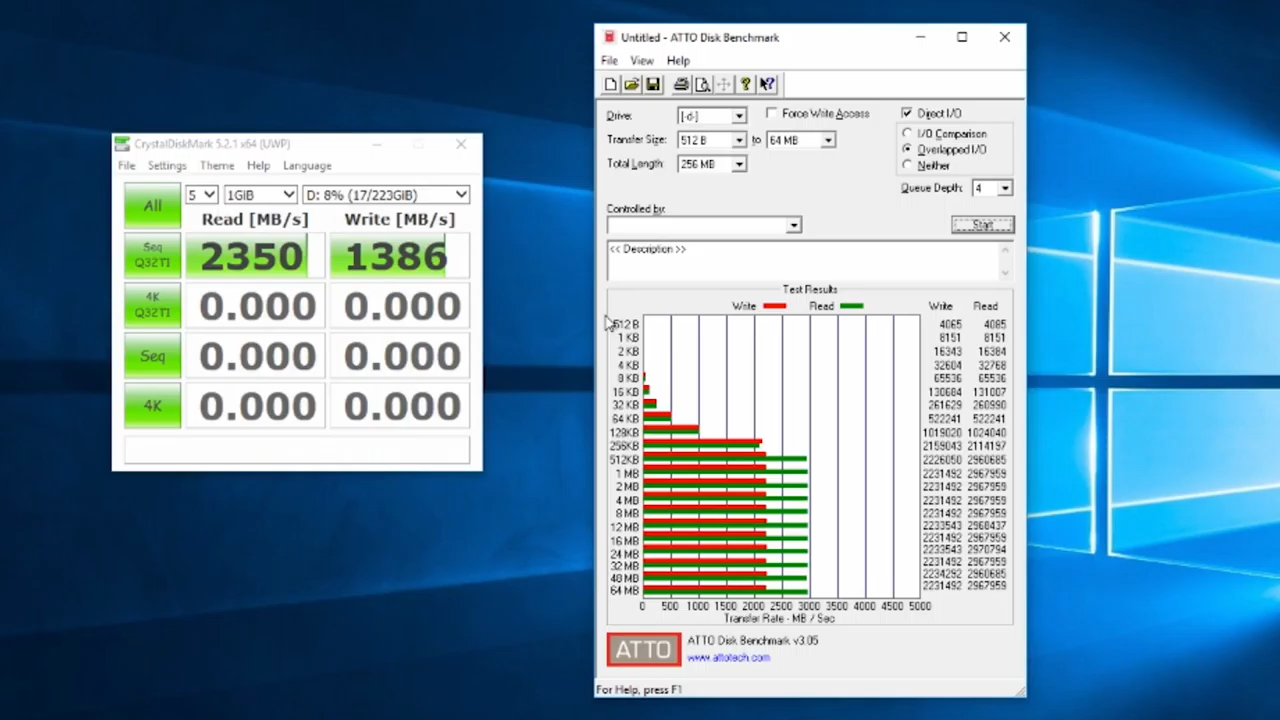 CrystalDiskMark 5.2.1 x64 (UWP)
File Settings Theme Help Language
All 5 1GiB D: 8% (17/223GiB)
Read [MB/s] Write [MB/s]
Seq Q32T1 2350 1386
4K Q32T1 0.000 0.000
Seq 0.000 0.000
4K 0.000 0.000
Untitled - ATTO Disk Benchmark
File View Help
Drive: [-d-] Force Write Access Direct I/O
Transfer Size: 512 B to 64 MB I/O Comparison
Overlapped I/O
Total Length: 256 MB Neither
Queue Depth: 4
Controlled by:
Start
<< Description >>
Test Results
Write Read Write Read
512 B 4065 4085
1 KB 8151 8151
2 KB 16343 16384
4 KB 32604 32768
8 KB 65536 65536
16 KB 130684 131007
32 KB 261629 260990
64 KB 522241 522241
128KB 1019020 1024040
256KB 2159043 2114197
512KB 2226050 2960685
1 MB 2231492 2967959
2 MB 2231492 2967959
4 MB 2231492 2967959
8 MB 2231492 2967959
12 MB 2233543 2968437
16 MB 2231492 2967959
24 MB 2233543 2970794
32 MB 2231492 2967959
48 MB 2234292 2960685
64 MB 2231492 2967959
0 500 1000 1500 2000 2500 3000 3500 4000 4500 5000
Transfer Rate - MB / Sec
ATTO ATTO Disk Benchmark v3.05
www.attotech.com
For Help, press F1